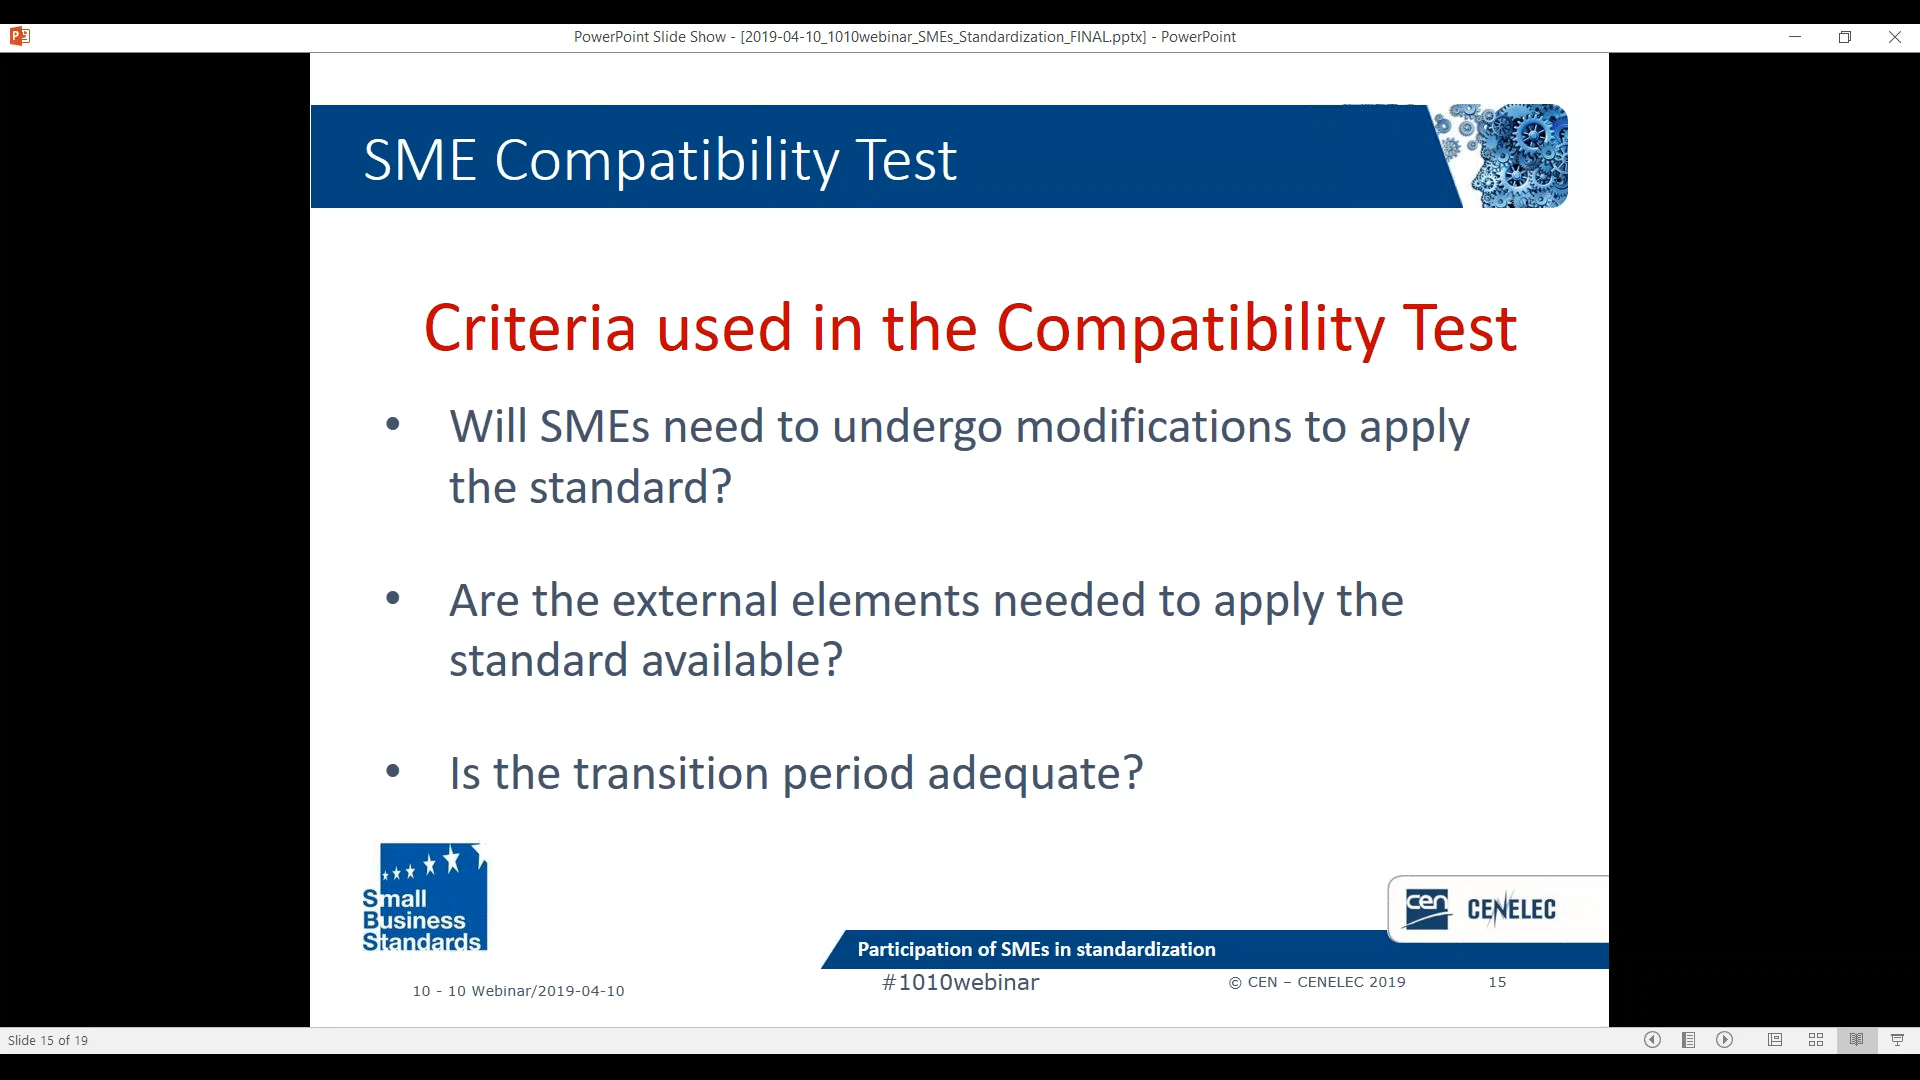 PowerPoint Slide Show - [2019-04-10_1010webinar_SMEs_Standardization_FINAL.pptx] - PowerPoint
SME Compatibility Test
Criteria used in the Compatibility Test
• Will SMEs need to undergo modifications to apply
the standard?
• Are the external elements needed to apply the
standard available?
• Is the transition period adequate?
Small
Business
Standards
cen CENELEC
Participation of SMEs in standardization
10 - 10 Webinar/2019-04-10
#1010webinar
© CEN – CENELEC 2019
15
Slide 15 of 19